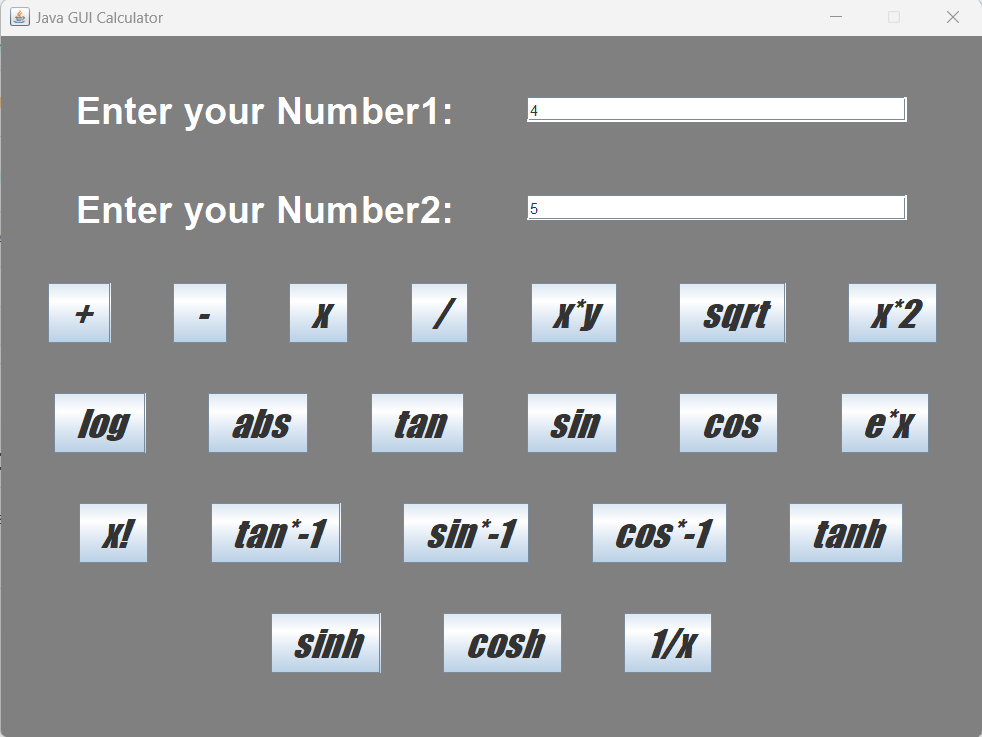 Java GUI Calculator
Enter your Number1: 4
Enter your Number2: 5
+ - x / x*y sqrt x*2
log abs tan sin cos e*x
x! tan*-1 sin*-1 cos*-1 tanh
sinh cosh 1/x